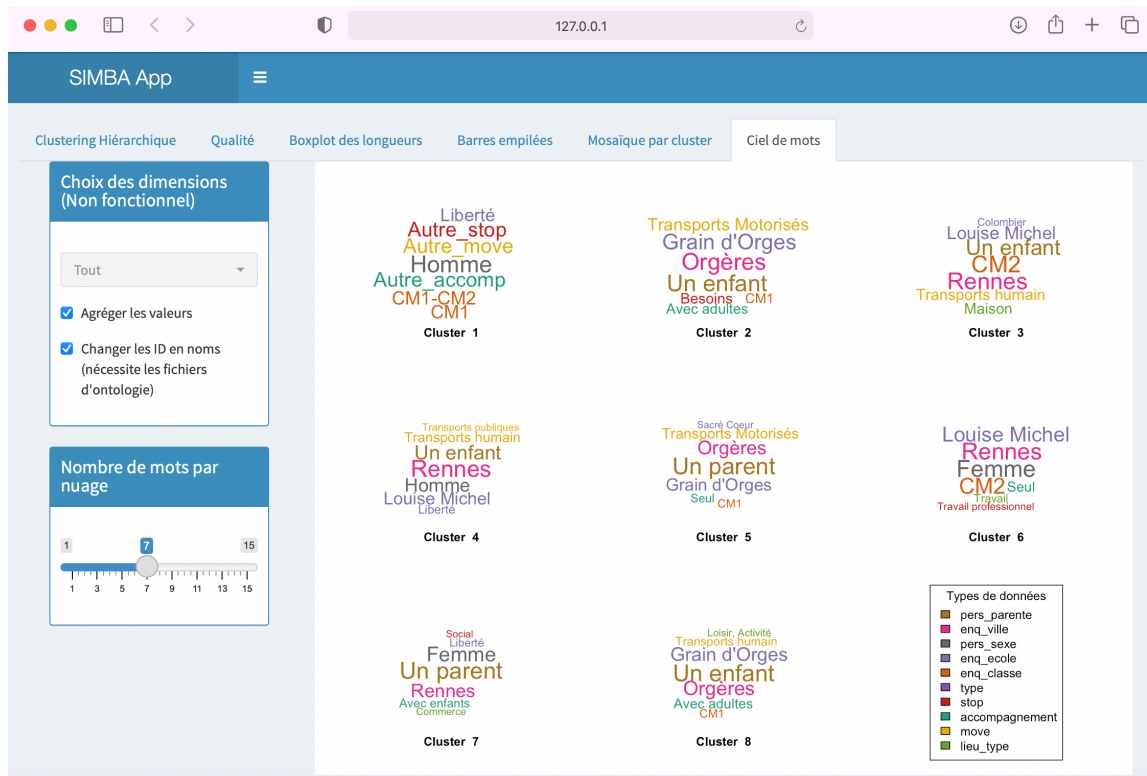 127.0.0.1
SIMBA App
Clustering Hiérarchique
Qualité
Boxplot des longueurs
Barres empilées
Mosaïque par cluster
Ciel de mots
Choix des dimensions
(Non fonctionnel)
Tout
Agréger les valeurs
Changer les ID en noms
(nécessite les fichiers
d'ontologie)
Nombre de mots par
nuage
1
7
15
1 3 5 7 9 11 13 15
Liberté
Autre_stop
Autre_move
Homme
Autre_accomp
CM1-CM2
CM1
Cluster 1
Transports Motorisés
Grain d'Orges
Orgères
Un enfant
Besoins CM1
Avec adultes
Cluster 2
Colombier
Louise Michel
Un enfant
CM2
Rennes
Transports humain
Maison
Cluster 3
Transports publiques
Transports humain
Un enfant
Rennes
Homme
Louise Michel
Liberté
Cluster 4
Sacré Coeur
Transports Motorisés
Orgères
Un parent
Grain d'Orges
Seul
CM1
Cluster 5
Louise Michel
Rennes
Femme
CM2 Seul
Travail
Travail professionnel
Cluster 6
Social
Liberté
Femme
Un parent
Rennes
Avec enfants
Commerce
Cluster 7
Loisir, Activité
Transports humain
Grain d'Orges
Un enfant
Orgères
Avec adultes
CM1
Cluster 8
Types de données
pers_parente
enq_ville
pers_sexe
enq_ecole
enq_classe
type
stop
accompagnement
move
lieu_type